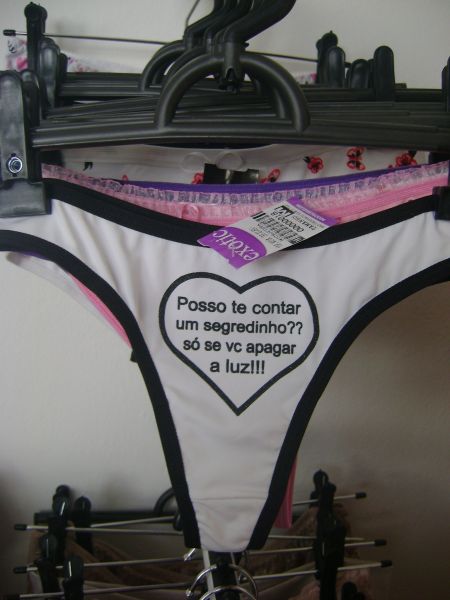 exotic
Posso te contar
um segredinho??
só se vc apagar
a luz!!!